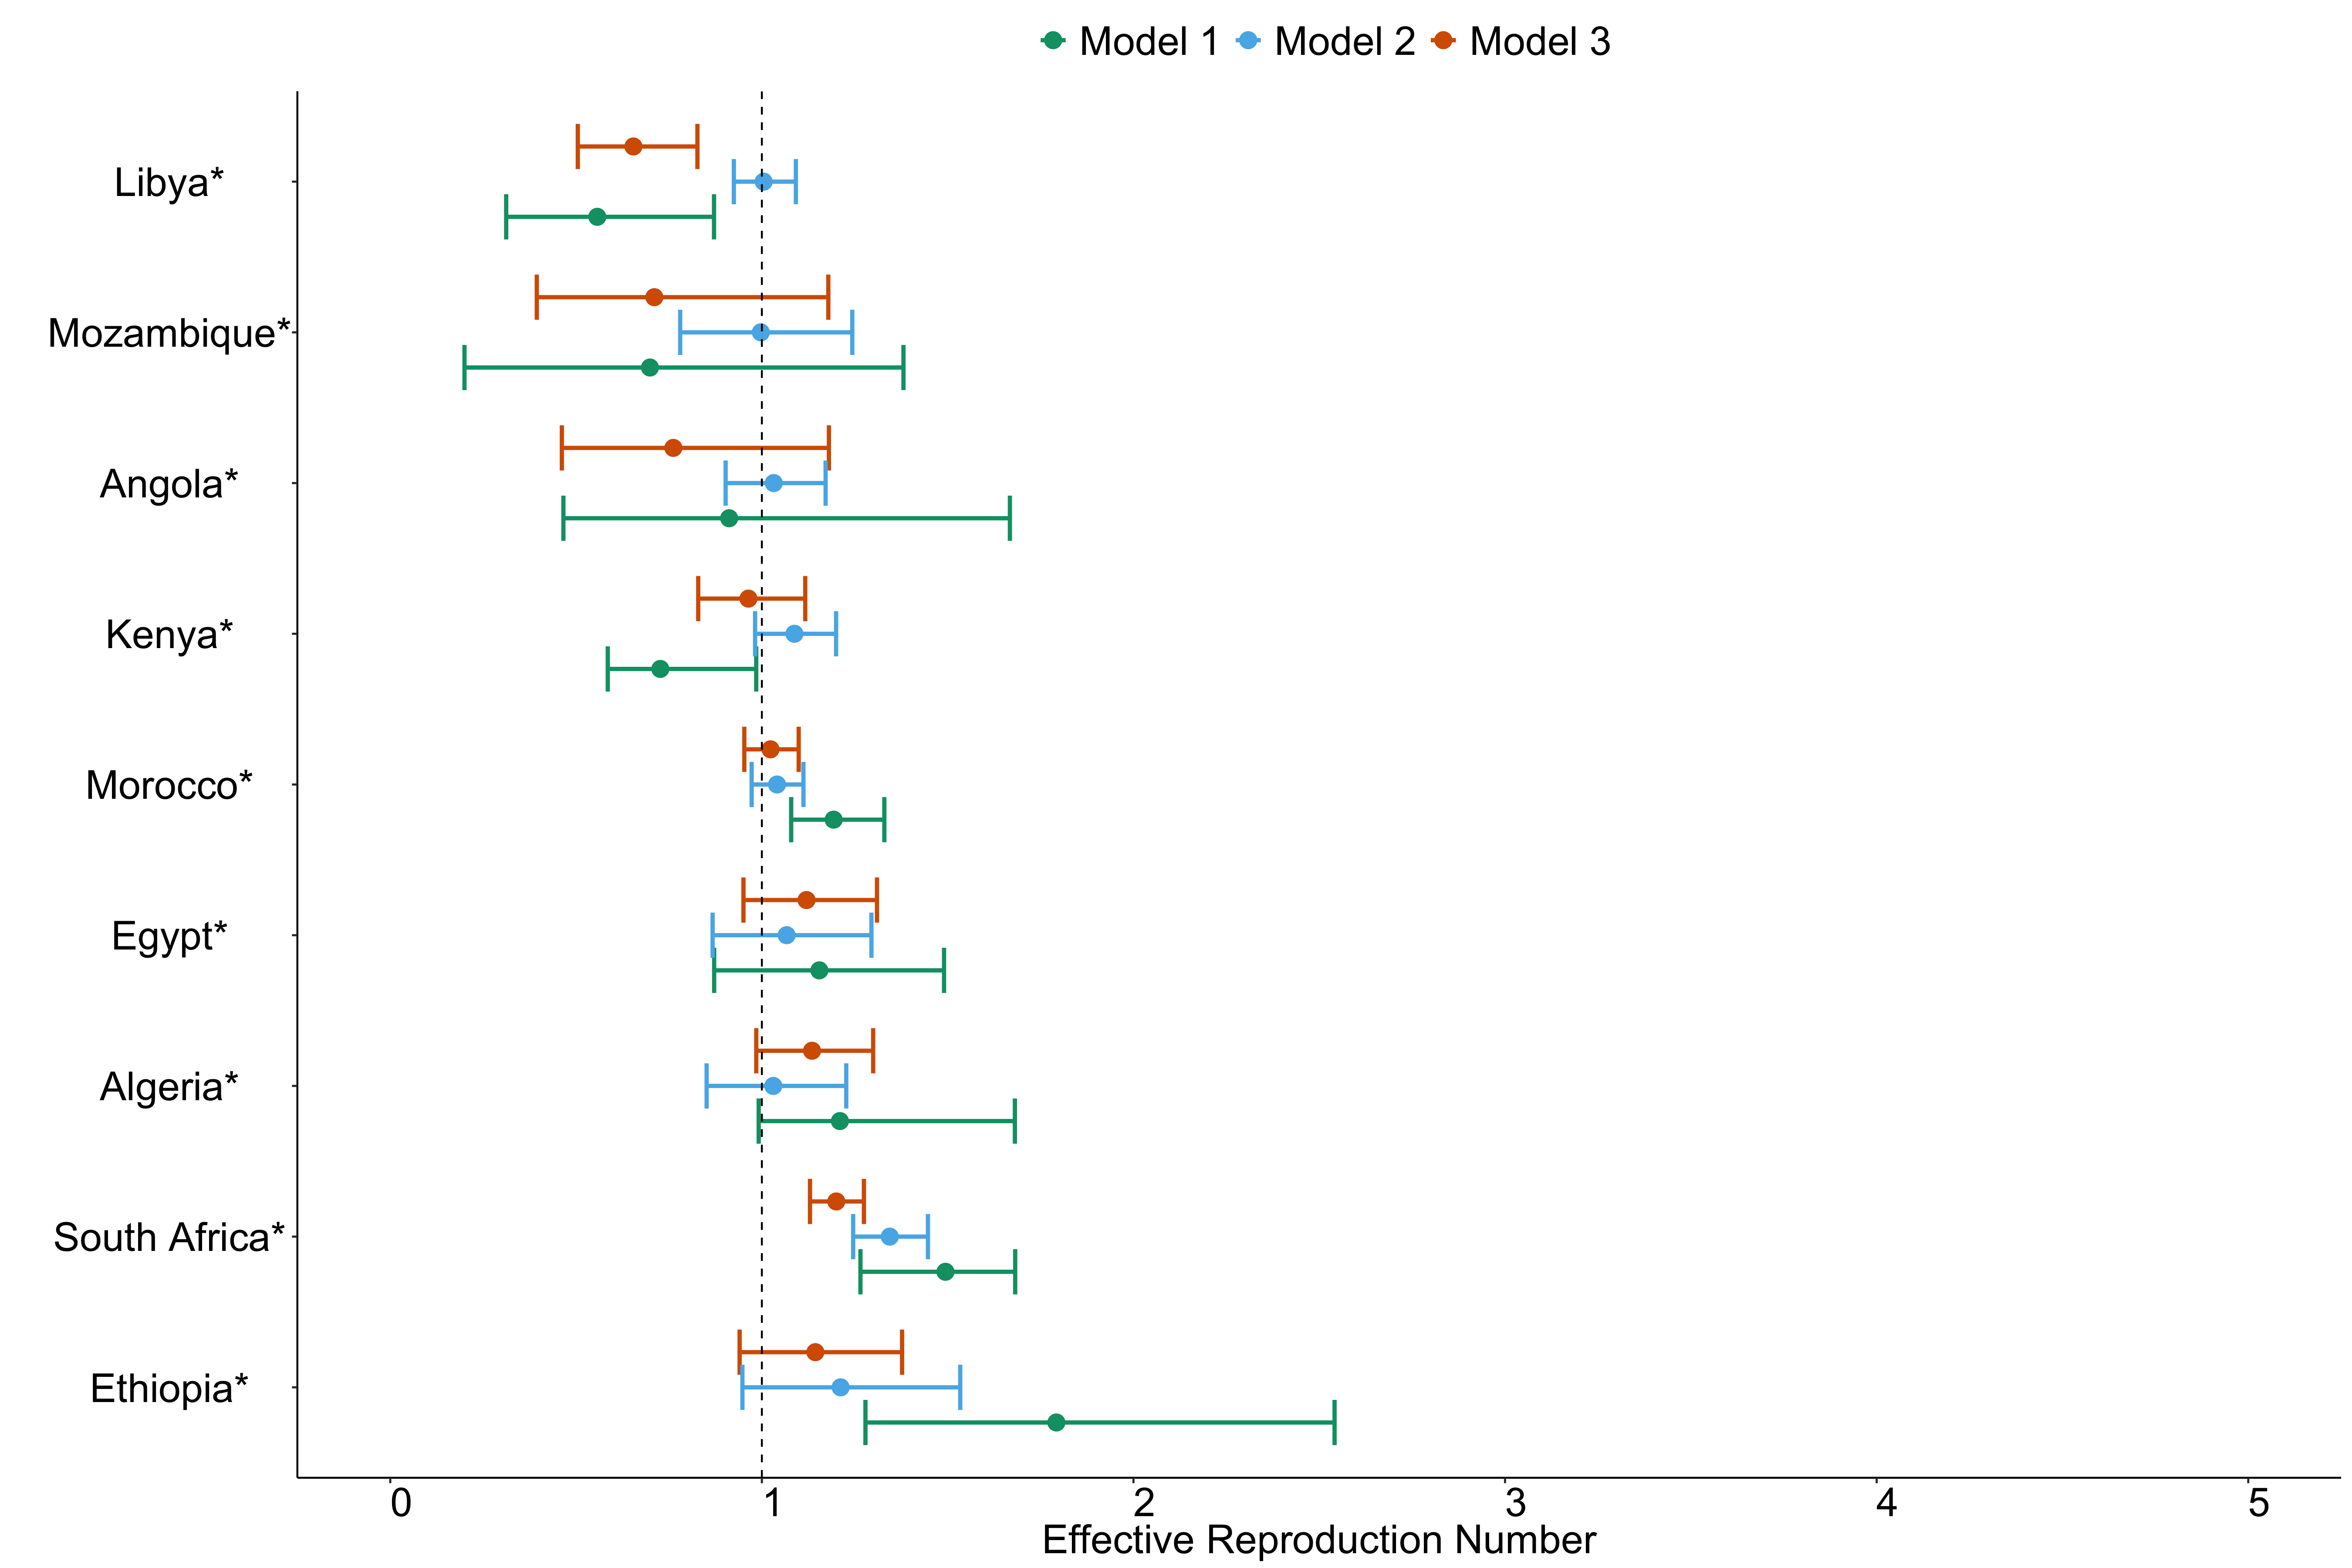 Model 1 Model 2 Model 3
Libya*
Mozambique*
Angola*
Kenya*
Morocco*
Egypt*
Algeria*
South Africa*
Ethiopia*
0 1 2 3 4 5
Effective Reproduction Number